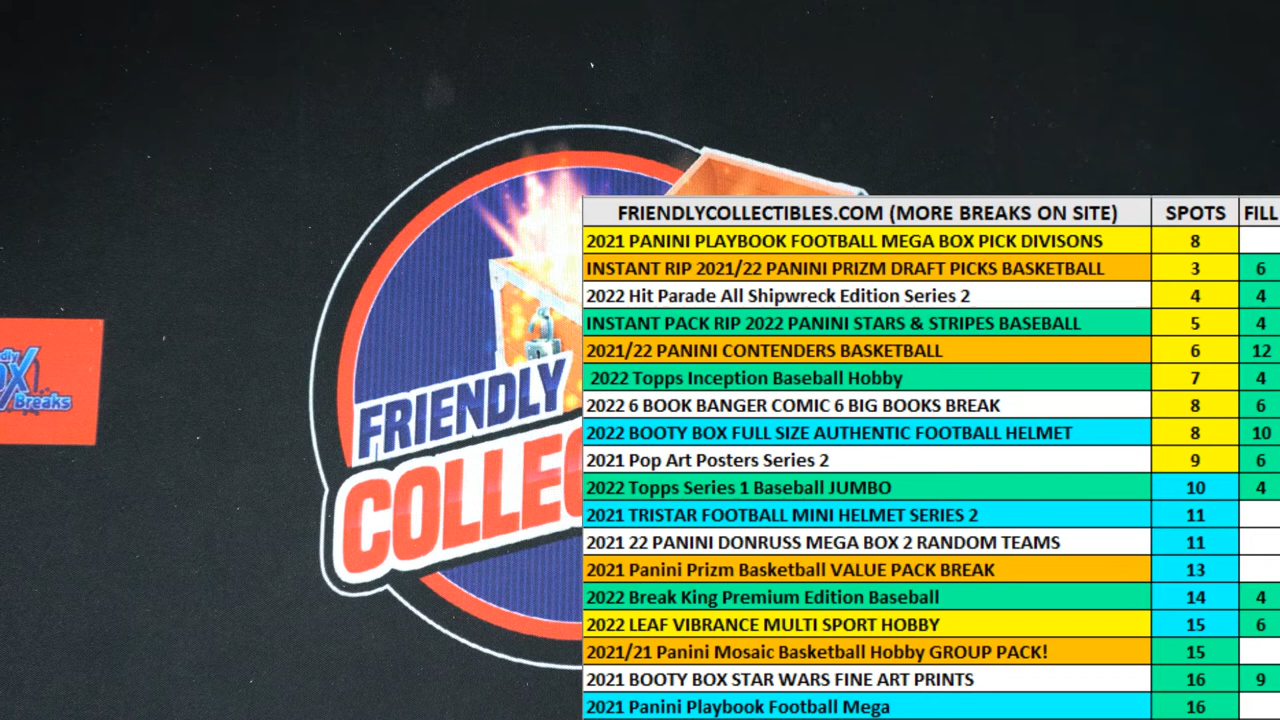 Breaks
FRIENDLY
FRIENDLYCOLLECTIBLES.COM (MORE BREAKS ON SITE) SPOTS FILL
2021 PANINI PLAYBOOK FOOTBALL MEGA BOX PICK DIVISONS 8
INSTANT RIP 2021/22 PANINI PRIZM DRAFT PICKS BASKETBALL 3 6
2022 Hit Parade All Shipwreck Edition Series 2 4 4
INSTANT PACK RIP 2022 PANINI STARS & STRIPES BASEBALL 5 4
2021/22 PANINI CONTENDERS BASKETBALL 6 12
2022 Topps Inception Baseball Hobby 7 4
2022 6 BOOK BANGER COMIC 6 BIG BOOKS BREAK 8 6
2022 BOOTY BOX FULL SIZE AUTHENTIC FOOTBALL HELMET 8 10
2021 Pop Art Posters Series 2 9 6
2022 Topps Series 1 Baseball JUMBO 10 4
2021 TRISTAR FOOTBALL MINI HELMET SERIES 2 11
2021 22 PANINI DONRUSS MEGA BOX 2 RANDOM TEAMS 11
2021 Panini Prizm Basketball VALUE PACK BREAK 13
2022 Break King Premium Edition Baseball 14 4
2022 LEAF VIBRANCE MULTI SPORT HOBBY 15 6
2021/21 Panini Mosaic Basketball Hobby GROUP PACK! 15
2021 BOOTY BOX STAR WARS FINE ART PRINTS 16 9
2021 Panini Playbook Football Mega 16